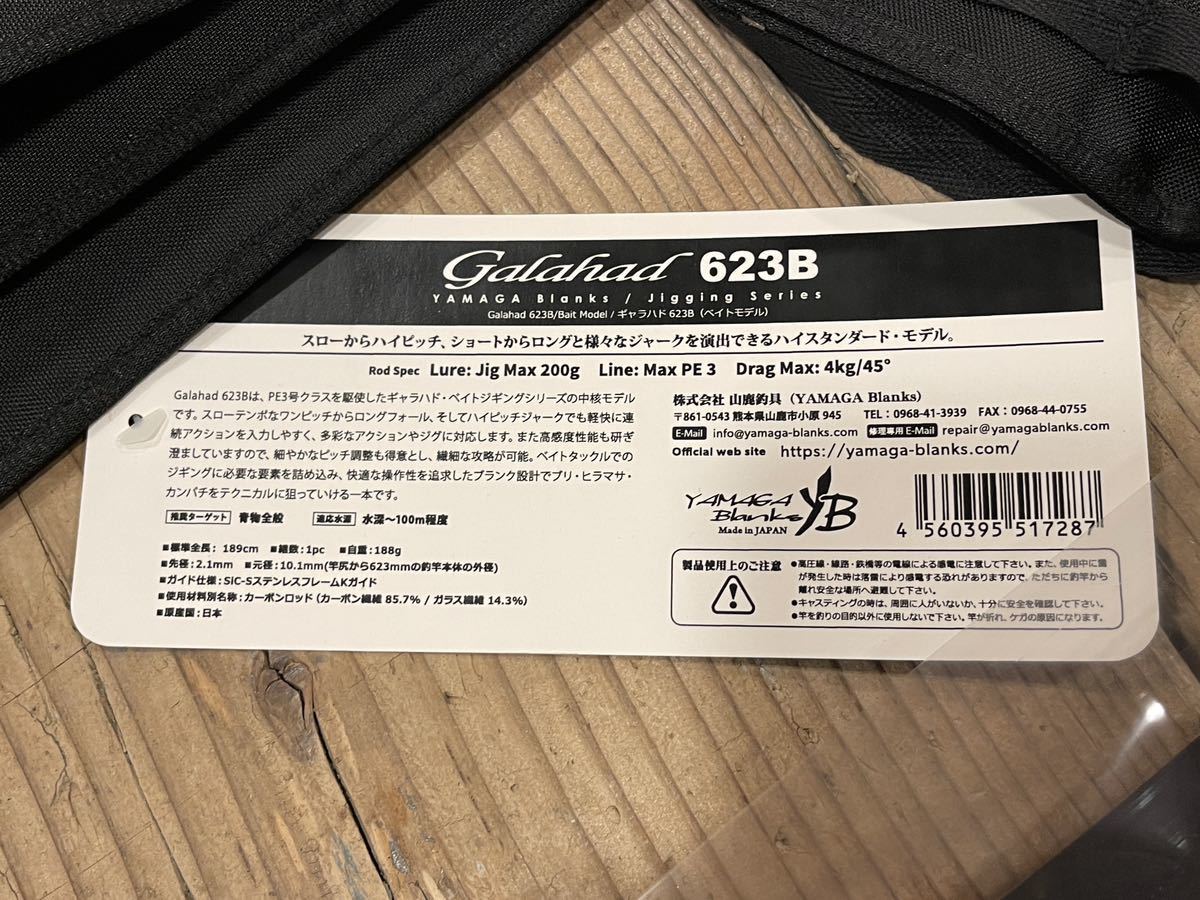 Galahad 623B
YAMAGA Blanks / Jigging Series
Galahad 623B/Bait Model / ギャラハド 623B（ベイトモデル）
スローからハイピッチ、ショートからロングと様々なジャークを演出できるハイスタンダード・モデル。
Rod Spec Lure: Jig Max 200g Line: Max PE 3 Drag Max: 4kg/45°
Galahad 623Bは、PE3号クラスを駆使したギャラハド・ベイトジギングシリーズの中核モデル
です。スローテンポなワンピッチからロングフォール、そしてハイピッチジャークでも軽快に連
続アクションを入力しやすく、多彩なアクションやジグに対応します。また高感度性能も研ぎ
澄ましていますので、細やかなピッチ調整も得意とし、繊細な攻略が可能。ベイトタックルでの
ジギングに必要な要素を詰め込み、快適な操作性を追求したブランク設計でブリ・ヒラマサ・
カンパチをテクニカルに狙っていける一本です。
推奨ターゲット 青物全般 適応水深 水深〜100m程度
■標準全長：189cm ■継数：1pc ■自重：188g
■先径：2.1mm ■元径：10.1mm(竿尻から623mmの釣竿本体の外径)
■ガイド仕様：SiC-SステンレスフレームKガイド
■使用材料別名称：カーボンロッド（カーボン繊維 85.7% / ガラス繊維 14.3%）
■原産国：日本
株式会社 山鹿釣具（YAMAGA Blanks）
〒861-0543 熊本県山鹿市小原 945 TEL：0968-41-3939 FAX：0968-44-0755
E-Mail info@yamaga-blanks.com 修理専用E-Mail repair@yamagablanks.com
Official web site https://yamaga-blanks.com/
YAMAGA
Blanks YB
Made in JAPAN
4 560395 517287
製品使用上のご注意
●高圧線・線路・鉄橋等の電線による感電に注意して下さい。また、使用中に雷
が発生した時は落雷により感電する恐れがありますので、ただちに釣竿から
離れ安全な場所へ避難して下さい。
●キャスティングの時は、周囲に人がいないか、十分に安全を確認して下さい。
●竿を釣りの目的以外に使用しないで下さい。竿が折れ、ケガの原因になります。